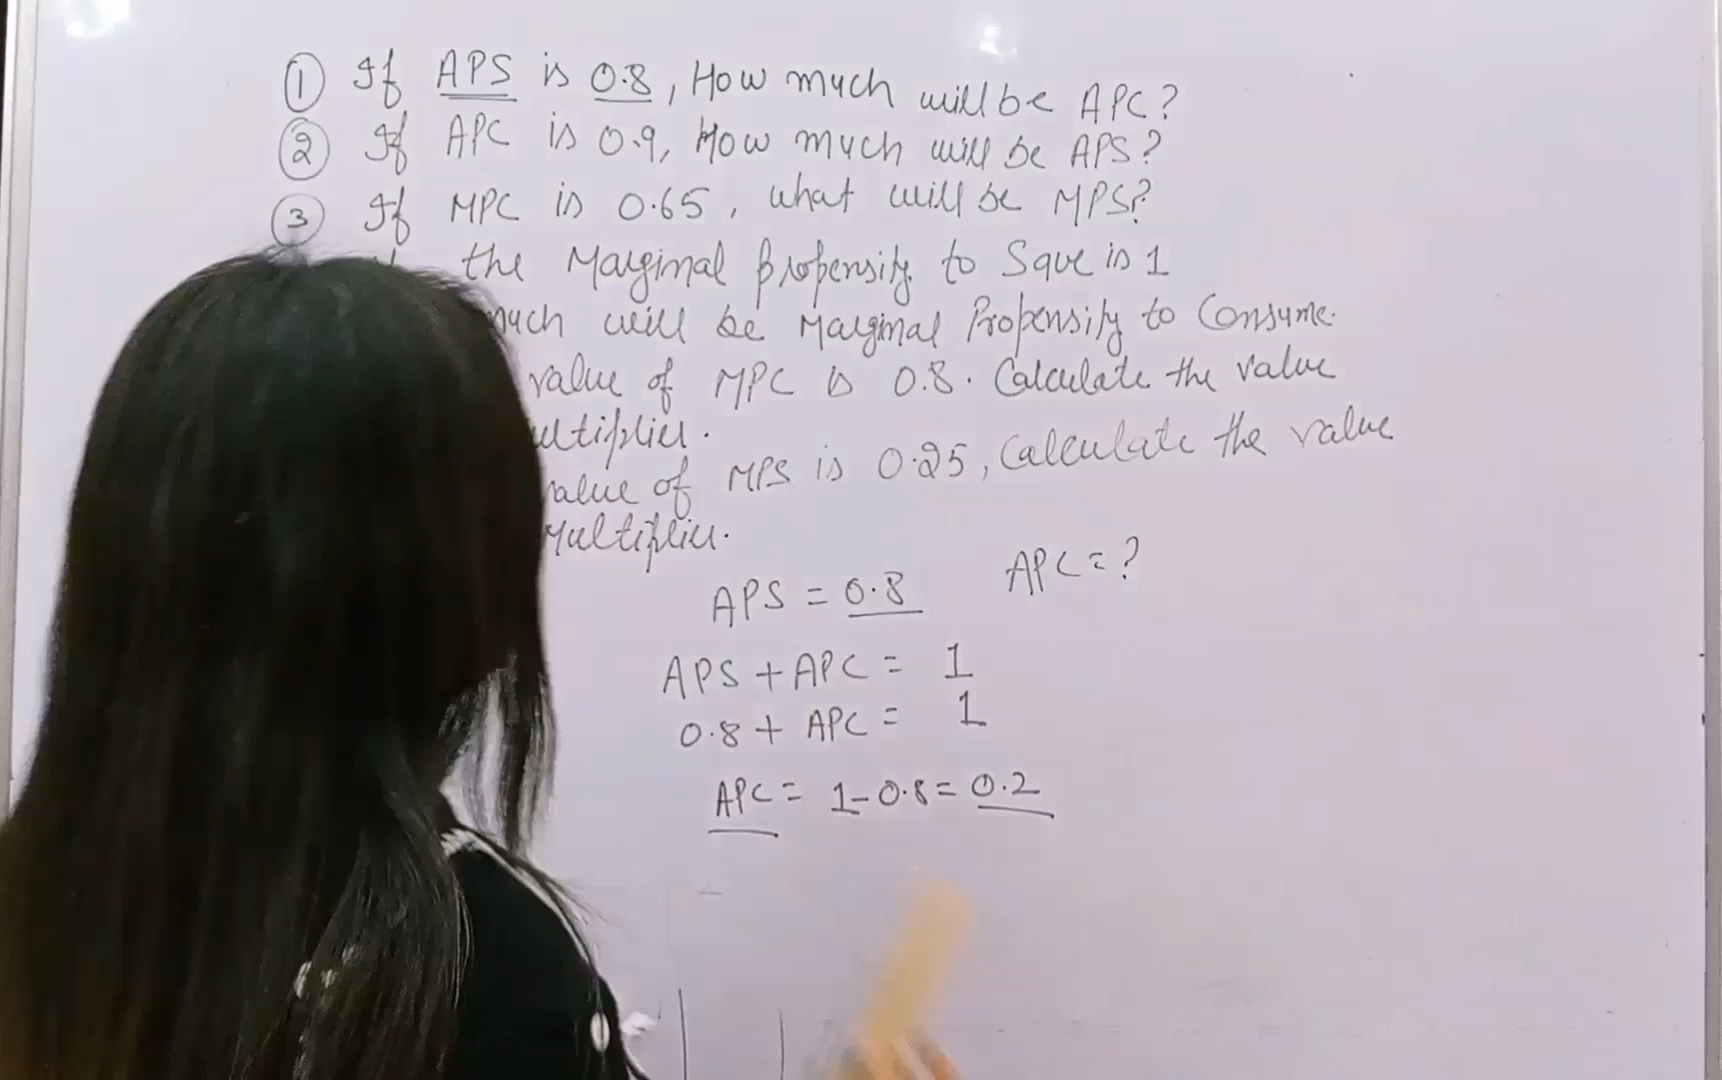 ① If APS is 0.8, How much will be APC?
② If APC is 0.9, How much will be APS?
③ If MPC is 0.65, what will be MPS?
the Marginal Propensity to Save is 1
much will be Marginal Propensity to Consume.
value of MPC is 0.8. Calculate the value
ultiplier.
alue of MPS is 0.25, Calculate the value
Multiplier.
APS = 0.8 APC = ?
APS + APC = 1
0.8 + APC = 1
APC = 1 - 0.8 = 0.2